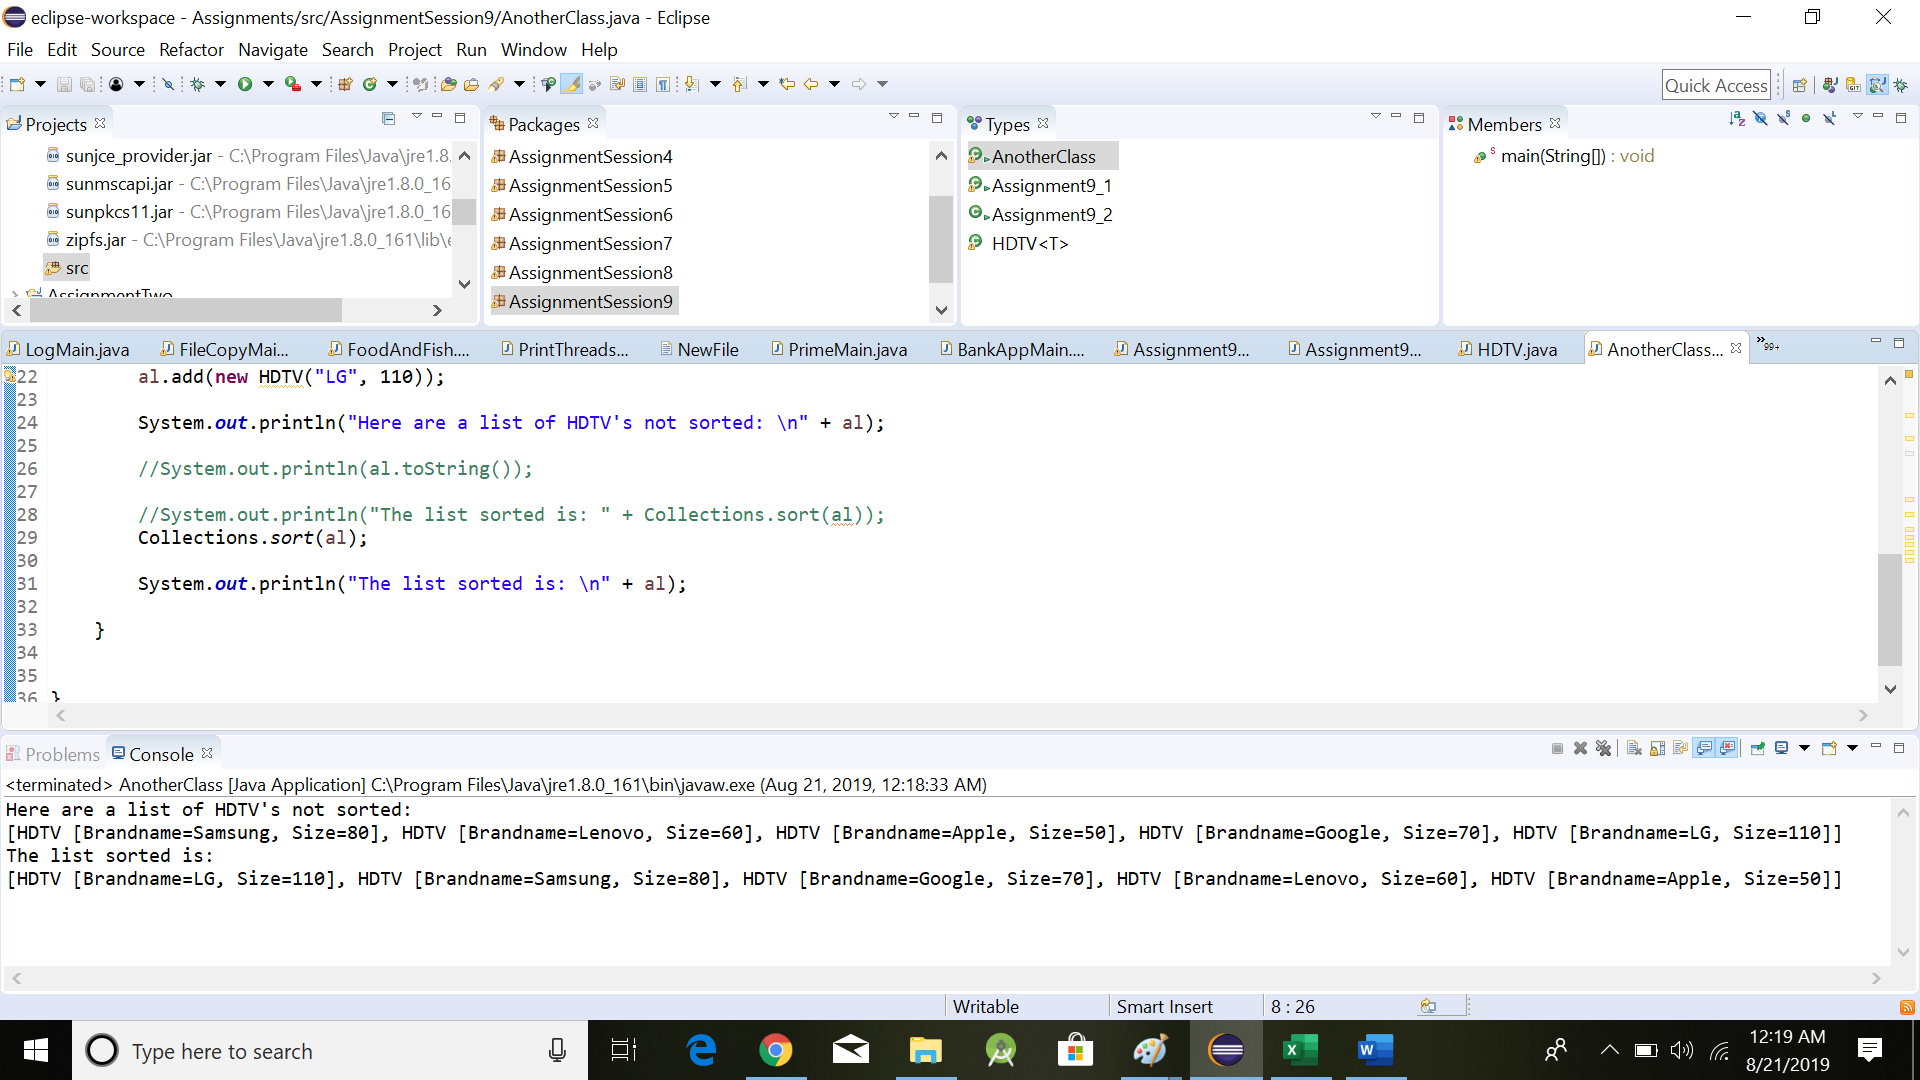 eclipse-workspace - Assignments/src/AssignmentSession9/AnotherClass.java - Eclipse
File Edit Source Refactor Navigate Search Project Run Window Help
Quick Access
Projects
sunjce_provider.jar - C:\Program Files\Java\jre1.8.
sunmscapi.jar - C:\Program Files\Java\jre1.8.0_16
sunpkcs11.jar - C:\Program Files\Java\jre1.8.0_16
zipfs.jar - C:\Program Files\Java\jre1.8.0_161\lib\e
src
AssignmentTwo
Packages
AssignmentSession4
AssignmentSession5
AssignmentSession6
AssignmentSession7
AssignmentSession8
AssignmentSession9
Types
AnotherClass
Assignment9_1
Assignment9_2
HDTV<T>
Members
main(String[]) : void
LogMain.java FileCopyMai... FoodAndFish.... PrintThreads... NewFile PrimeMain.java BankAppMain.... Assignment9... Assignment9... HDTV.java AnotherClass... »99+
22 al.add(new HDTV("LG", 110));
23
24 System.out.println("Here are a list of HDTV's not sorted: \n" + al);
25
26 //System.out.println(al.toString());
27
28 //System.out.println("The list sorted is: " + Collections.sort(al));
29 Collections.sort(al);
30
31 System.out.println("The list sorted is: \n" + al);
32
33 }
34
35
36 }
Problems Console
<terminated> AnotherClass [Java Application] C:\Program Files\Java\jre1.8.0_161\bin\javaw.exe (Aug 21, 2019, 12:18:33 AM)
Here are a list of HDTV's not sorted:
[HDTV [Brandname=Samsung, Size=80], HDTV [Brandname=Lenovo, Size=60], HDTV [Brandname=Apple, Size=50], HDTV [Brandname=Google, Size=70], HDTV [Brandname=LG, Size=110]]
The list sorted is:
[HDTV [Brandname=LG, Size=110], HDTV [Brandname=Samsung, Size=80], HDTV [Brandname=Google, Size=70], HDTV [Brandname=Lenovo, Size=60], HDTV [Brandname=Apple, Size=50]]
Writable Smart Insert 8 : 26
Type here to search
12:19 AM
8/21/2019